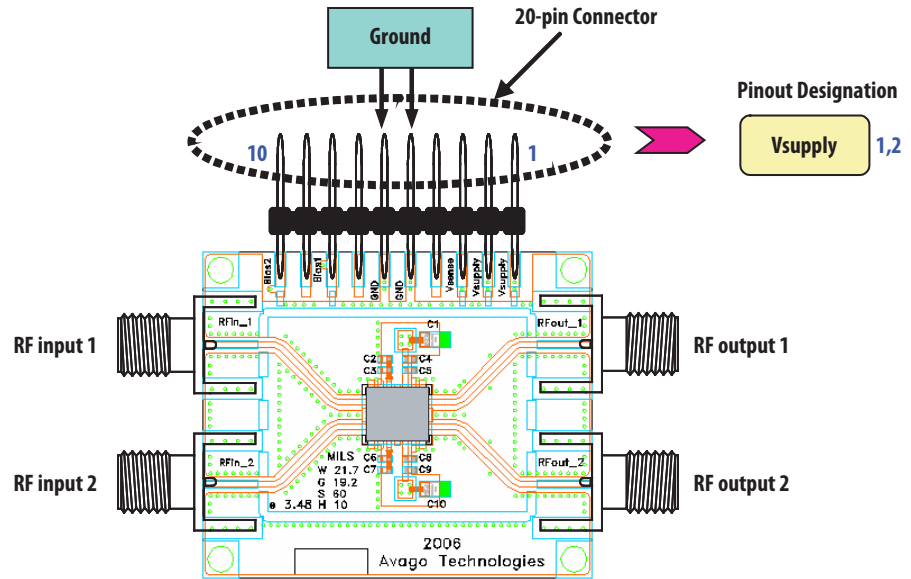 20-pin Connector
Ground
Pinout Designation
10
1
Vsupply
1,2
Bias2
Bias1
GND
GND
Vsense
Vsupply
Vsupply
RFin_1
C1
RFout_1
RF input 1
RF output 1
C2
C4
C3
C5
RFin_2
MILS
C6
C8
RFout_2
W 21.7
C7
C9
RF input 2
G 19.2
RF output 2
S 60
e 3.48 H 10
C10
2006
Avago Technologies